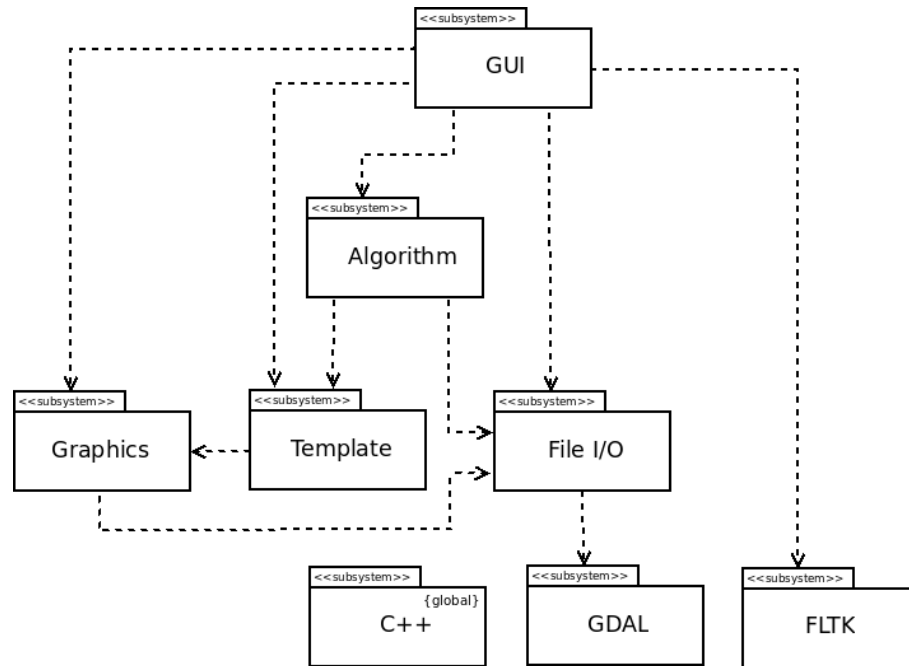 <<subsystem>>
GUI
<<subsystem>>
Algorithm
<<subsystem>>
Graphics
<<subsystem>>
Template
<<subsystem>>
File I/O
<<subsystem>>
{global}
C++
<<subsystem>>
GDAL
<<subsystem>>
FLTK